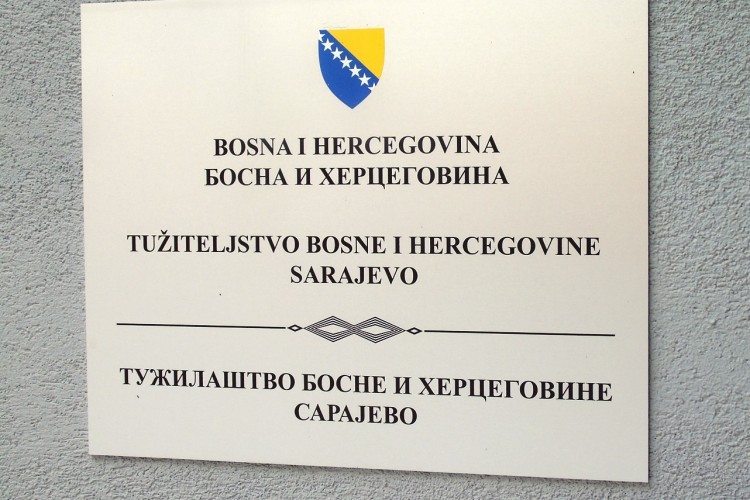 BOSNA I HERCEGOVINA
БОСНА И ХЕРЦЕГОВИНА
TUŽITELJSTVO BOSNE I HERCEGOVINE
SARAJEVO
ТУЖИЛАШТВО БОСНЕ И ХЕРЦЕГОВИНЕ
САРАЈЕВО